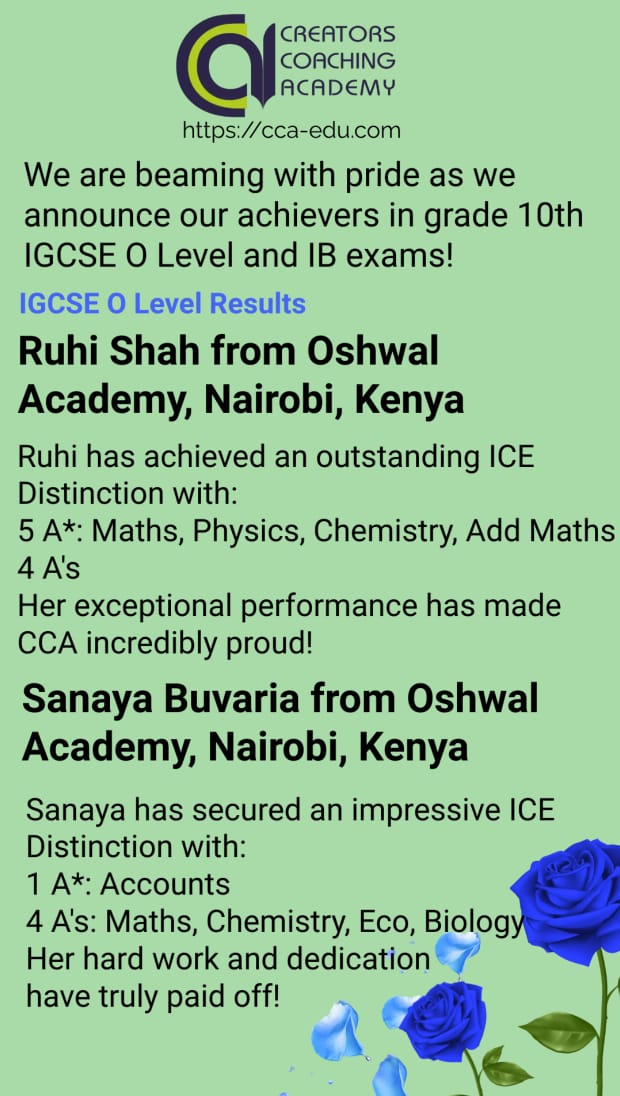 CREATORS
COACHING
ACADEMY
https://cca-edu.com
We are beaming with pride as we
announce our achievers in grade 10th
IGCSE O Level and IB exams!
IGCSE O Level Results
Ruhi Shah from Oshwal
Academy, Nairobi, Kenya
Ruhi has achieved an outstanding ICE
Distinction with:
5 A*: Maths, Physics, Chemistry, Add Maths
4 A's
Her exceptional performance has made
CCA incredibly proud!
Sanaya Buvaria from Oshwal
Academy, Nairobi, Kenya
Sanaya has secured an impressive ICE
Distinction with:
1 A*: Accounts
4 A's: Maths, Chemistry, Eco, Biology
Her hard work and dedication
have truly paid off!